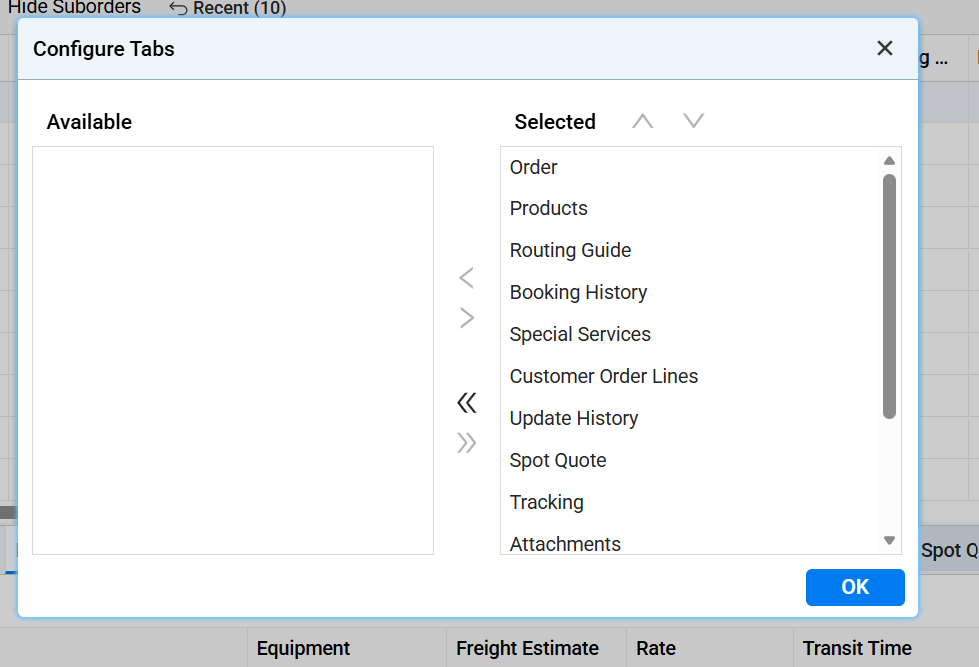 Hide Suborders Recent (10)
Configure Tabs
g ...
Available
Selected
Order
Products
Routing Guide
Booking History
Special Services
Customer Order Lines
Update History
Spot Quote
Tracking
Attachments
Spot Q
OK
Equipment Freight Estimate Rate Transit Time